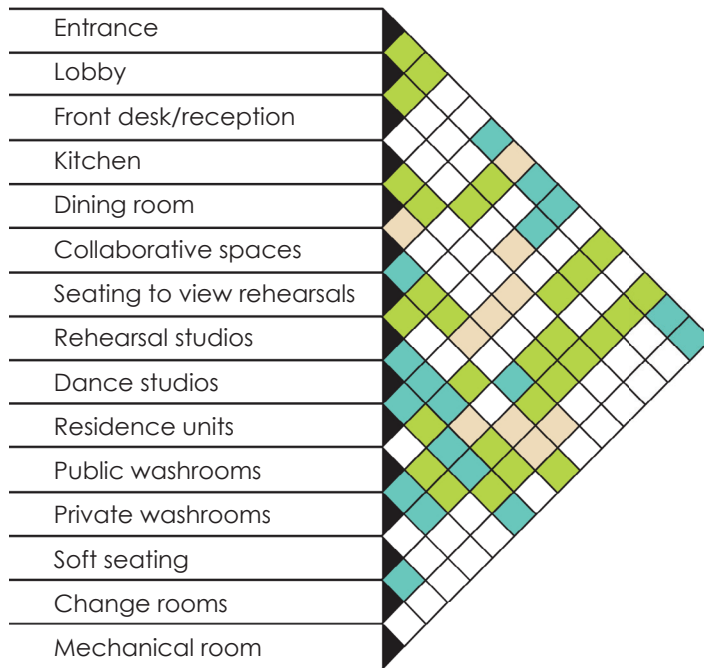 Entrance
Lobby
Front desk/reception
Kitchen
Dining room
Collaborative spaces
Seating to view rehearsals
Rehearsal studios
Dance studios
Residence units
Public washrooms
Private washrooms
Soft seating
Change rooms
Mechanical room